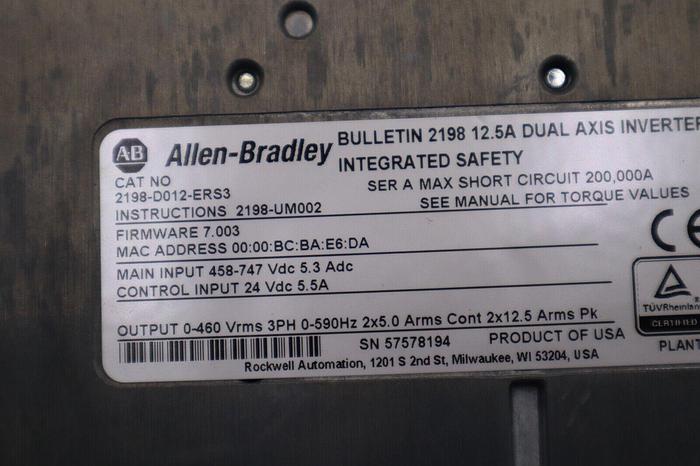 AB Allen-Bradley
BULLETIN 2198 12.5A DUAL AXIS INVERTER
INTEGRATED SAFETY
CAT NO
2198-D012-ERS3
SER A MAX SHORT CIRCUIT 200,000A
INSTRUCTIONS 2198-UM002
SEE MANUAL FOR TORQUE VALUES
FIRMWARE 7.003
MAC ADDRESS 00:00:BC:BA:E6:DA
MAIN INPUT 458-747 Vdc 5.3 Adc
CONTROL INPUT 24 Vdc 5.5A
CE
TÜVRheinland
CERTIFIED
OUTPUT 0-460 Vrms 3PH 0-590Hz 2x5.0 Arms Cont 2x12.5 Arms Pk
SN 57578194
PRODUCT OF USA
PLANT
Rockwell Automation, 1201 S 2nd St, Milwaukee, WI 53204, USA